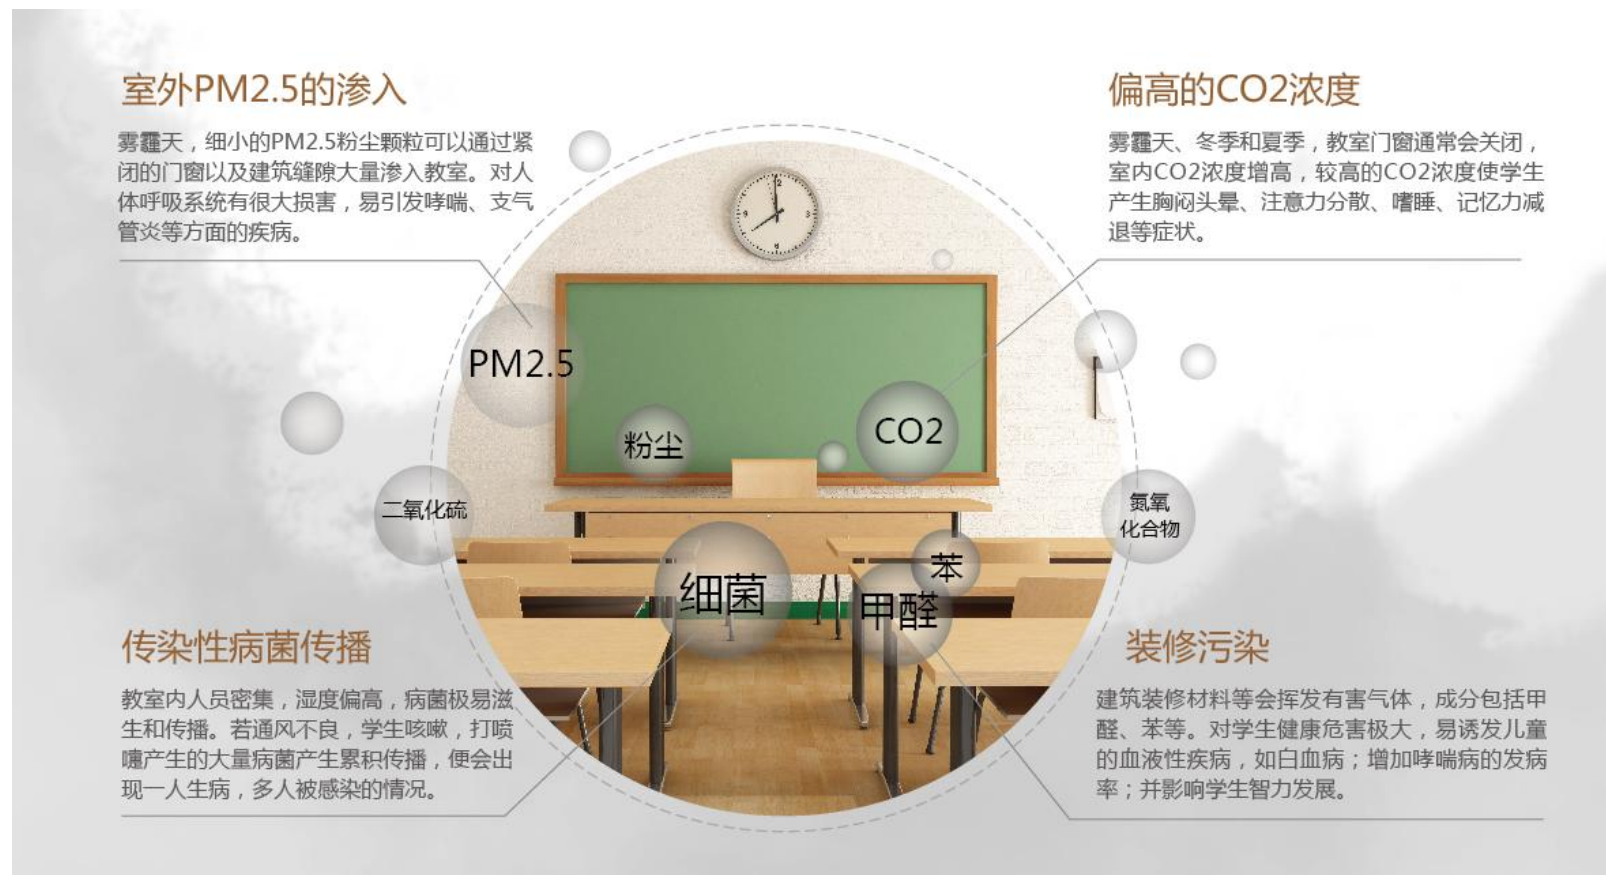 室外PM2.5的渗入
雾霾天，细小的PM2.5粉尘颗粒可以通过紧
闭的门窗以及建筑缝隙大量渗入教室。对人
体呼吸系统有很大损害，易引发哮喘、支气
管炎等方面的疾病。
偏高的CO2浓度
雾霾天、冬季和夏季，教室门窗通常会关闭，
室内CO2浓度增高，较高的CO2浓度使学生
产生胸闷头晕、注意力分散、嗜睡、记忆力减
退等症状。
12
9
3
6
PM2.5
粉尘
CO2
二氧化硫
氮氧
化合物
细菌
苯
甲醛
传染性病菌传播
教室内人员密集，湿度偏高，病菌极易滋
生和传播。若通风不良，学生咳嗽，打喷
嚏产生的大量病菌产生累积传播，便会出
现一人生病，多人被感染的情况。
装修污染
建筑装修材料等会挥发有害气体，成分包括甲
醛、苯等。对学生健康危害极大，易诱发儿童
的血液性疾病，如白血病；增加哮喘病的发病
率；并影响学生智力发展。